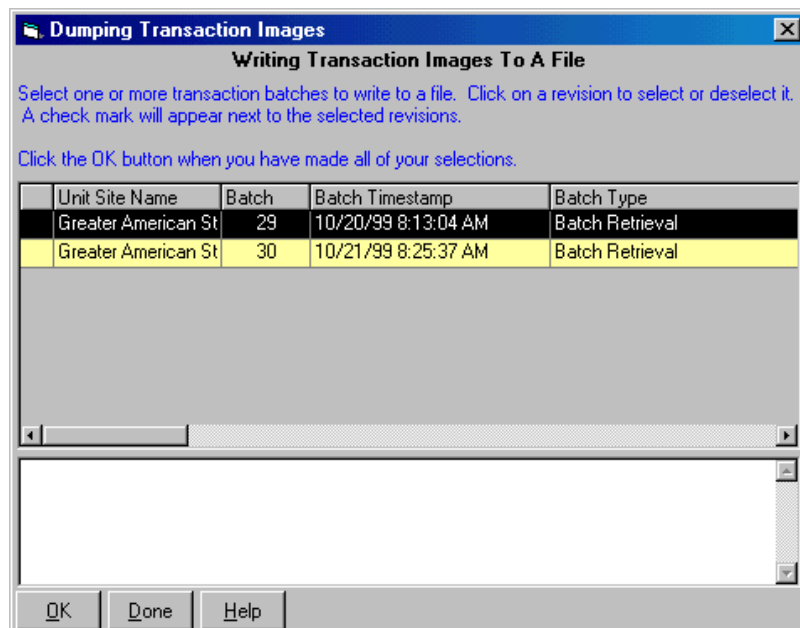 Dumping Transaction Images
Writing Transaction Images To A File
Select one or more transaction batches to write to a file. Click on a revision to select or deselect it.
A check mark will appear next to the selected revisions.
Click the OK button when you have made all of your selections.
Unit Site Name Batch Batch Timestamp Batch Type
Greater American St 29 10/20/99 8:13:04 AM Batch Retrieval
Greater American St 30 10/21/99 8:25:37 AM Batch Retrieval
OK Done Help